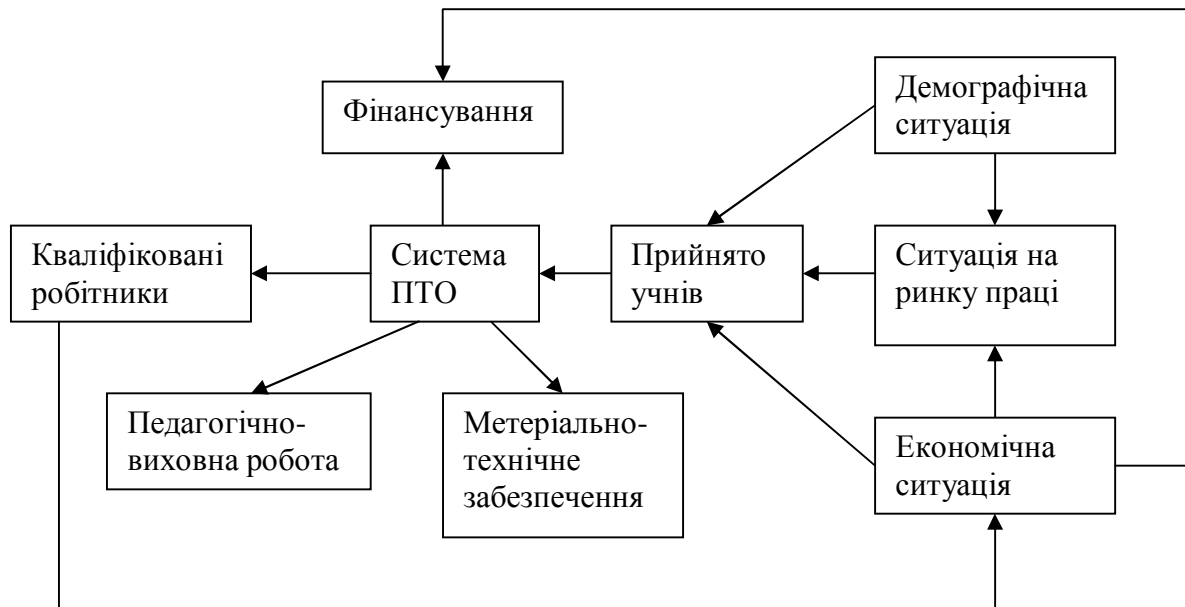 Фінансування
Демографічна
ситуація
Кваліфіковані
робітники
Система
ПТО
Прийнято
учнів
Ситуація на
ринку праці
Педагогічно-
виховна робота
Метеріально-
технічне
забезпечення
Економічна
ситуація